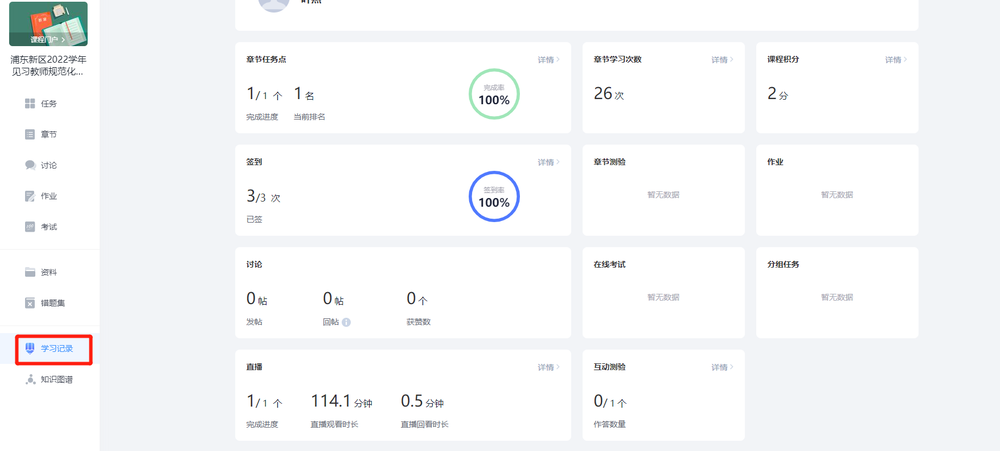 课程门户 >
浦东新区2022学年
见习教师规范化...
任务
章节
讨论
作业
考试
资料
错题集
学习记录
知识图谱
章节任务点 详情 >
1/ 1 个 1 名
完成进度 当前排名
完成率
100%
章节学习次数 详情 >
26 次
课程积分 详情 >
2 分
签到 详情 >
3/3 次
已签
签到率
100%
章节测验
暂无数据
作业
暂无数据
讨论
0 帖 0 帖 0 个
发帖 回帖 获赞数
在线考试
暂无数据
分组任务
暂无数据
直播 详情 >
1/ 1 个 114.1 分钟 0.5 分钟
完成进度 直播观看时长 直播回看时长
互动测验 详情 >
0/ 1 个
作答数量